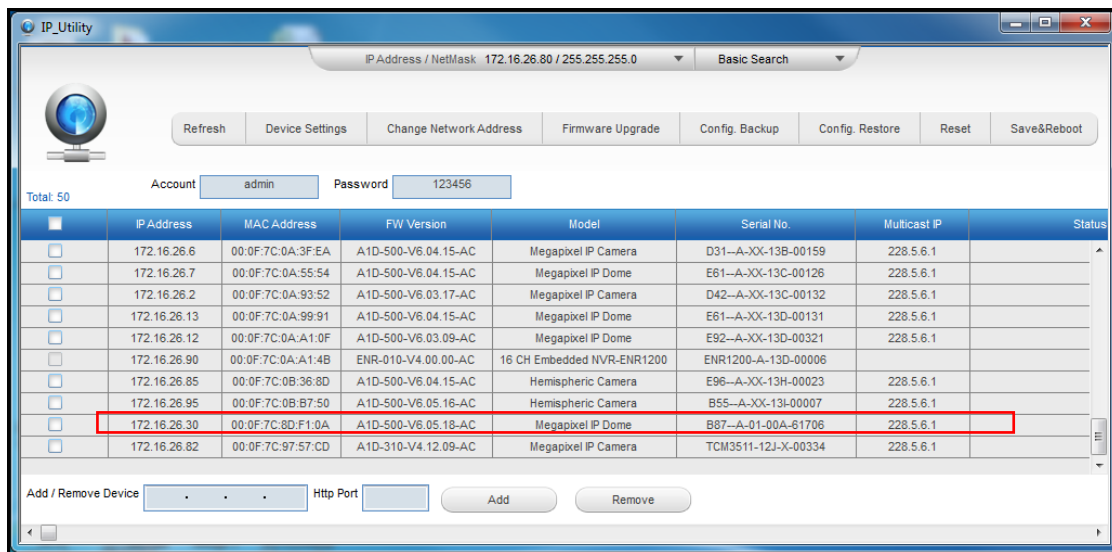 IP_Utility
IP Address / NetMask 172.16.26.80 / 255.255.255.0 Basic Search
Refresh Device Settings Change Network Address Firmware Upgrade Config. Backup Config. Restore Reset Save&Reboot
Account admin Password 123456
Total: 50
IP Address MAC Address FW Version Model Serial No. Multicast IP Status
172.16.26.6 00:0F:7C:0A:3F:EA A1D-500-V6.04.15-AC Megapixel IP Camera D31--A-XX-13B-00159 228.5.6.1
172.16.26.7 00:0F:7C:0A:55:54 A1D-500-V6.04.15-AC Megapixel IP Dome E61--A-XX-13C-00126 228.5.6.1
172.16.26.2 00:0F:7C:0A:93:52 A1D-500-V6.03.17-AC Megapixel IP Camera D42--A-XX-13C-00132 228.5.6.1
172.16.26.13 00:0F:7C:0A:99:91 A1D-500-V6.04.15-AC Megapixel IP Dome E61--A-XX-13D-00131 228.5.6.1
172.16.26.12 00:0F:7C:0A:A1:0F A1D-500-V6.03.09-AC Megapixel IP Dome E92--A-XX-13D-00321 228.5.6.1
172.16.26.90 00:0F:7C:0A:A1:4B ENR-010-V4.00.00-AC 16 CH Embedded NVR-ENR1200 ENR1200-A-13D-00006
172.16.26.85 00:0F:7C:0B:36:8D A1D-500-V6.04.15-AC Hemispheric Camera E96--A-XX-13H-00023 228.5.6.1
172.16.26.95 00:0F:7C:0B:B7:50 A1D-500-V6.05.16-AC Hemispheric Camera B55--A-XX-13I-00007 228.5.6.1
172.16.26.30 00:0F:7C:8D:F1:0A A1D-500-V6.05.18-AC Megapixel IP Dome B87--A-01-00A-61706 228.5.6.1
172.16.26.82 00:0F:7C:97:57:CD A1D-310-V4.12.09-AC Megapixel IP Camera TCM3511-12J-X-00334 228.5.6.1
Add / Remove Device . . . Http Port Add Remove